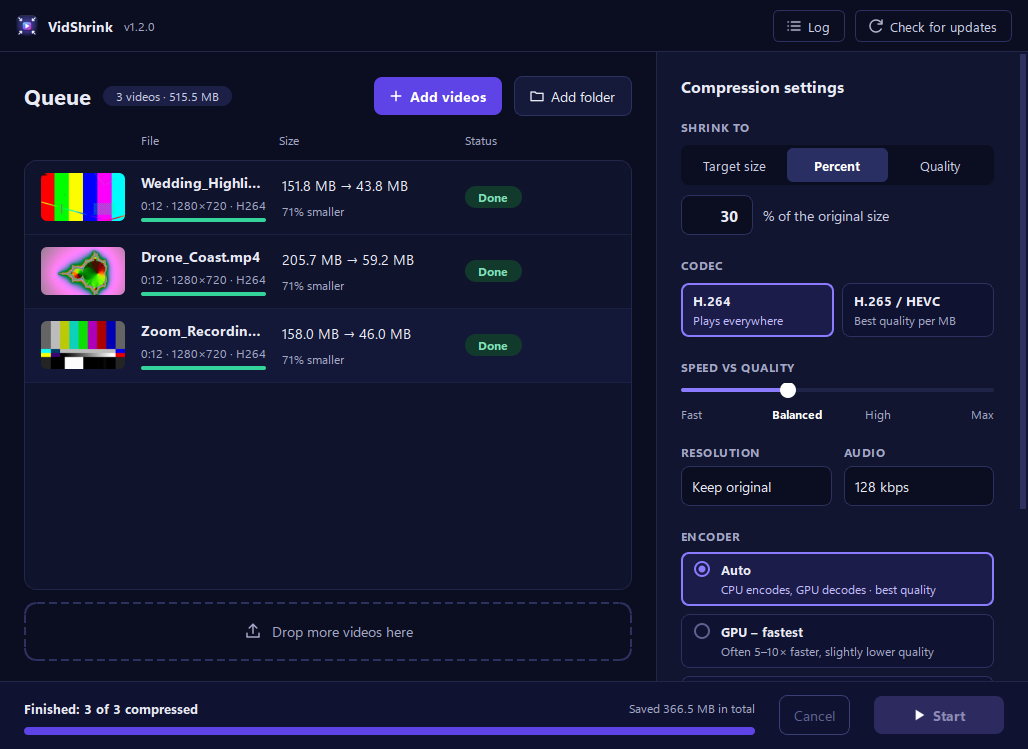 VidShrink v1.2.0
Log
Check for updates
Queue
3 videos · 515.5 MB
Add videos
Add folder
File Size Status
Wedding_Highli...
0:12 · 1280×720 · H264
151.8 MB → 43.8 MB
71% smaller
Done
Drone_Coast.mp4
0:12 · 1280×720 · H264
205.7 MB → 59.2 MB
71% smaller
Done
Zoom_Recordin...
0:12 · 1280×720 · H264
158.0 MB → 46.0 MB
71% smaller
Done
Drop more videos here
Compression settings
SHRINK TO
Target size Percent Quality
30 % of the original size
CODEC
H.264
Plays everywhere
H.265 / HEVC
Best quality per MB
SPEED VS QUALITY
Fast Balanced High Max
RESOLUTION AUDIO
Keep original 128 kbps
ENCODER
Auto
CPU encodes, GPU decodes · best quality
GPU – fastest
Often 5–10× faster, slightly lower quality
Finished: 3 of 3 compressed
Saved 366.5 MB in total
Cancel
Start